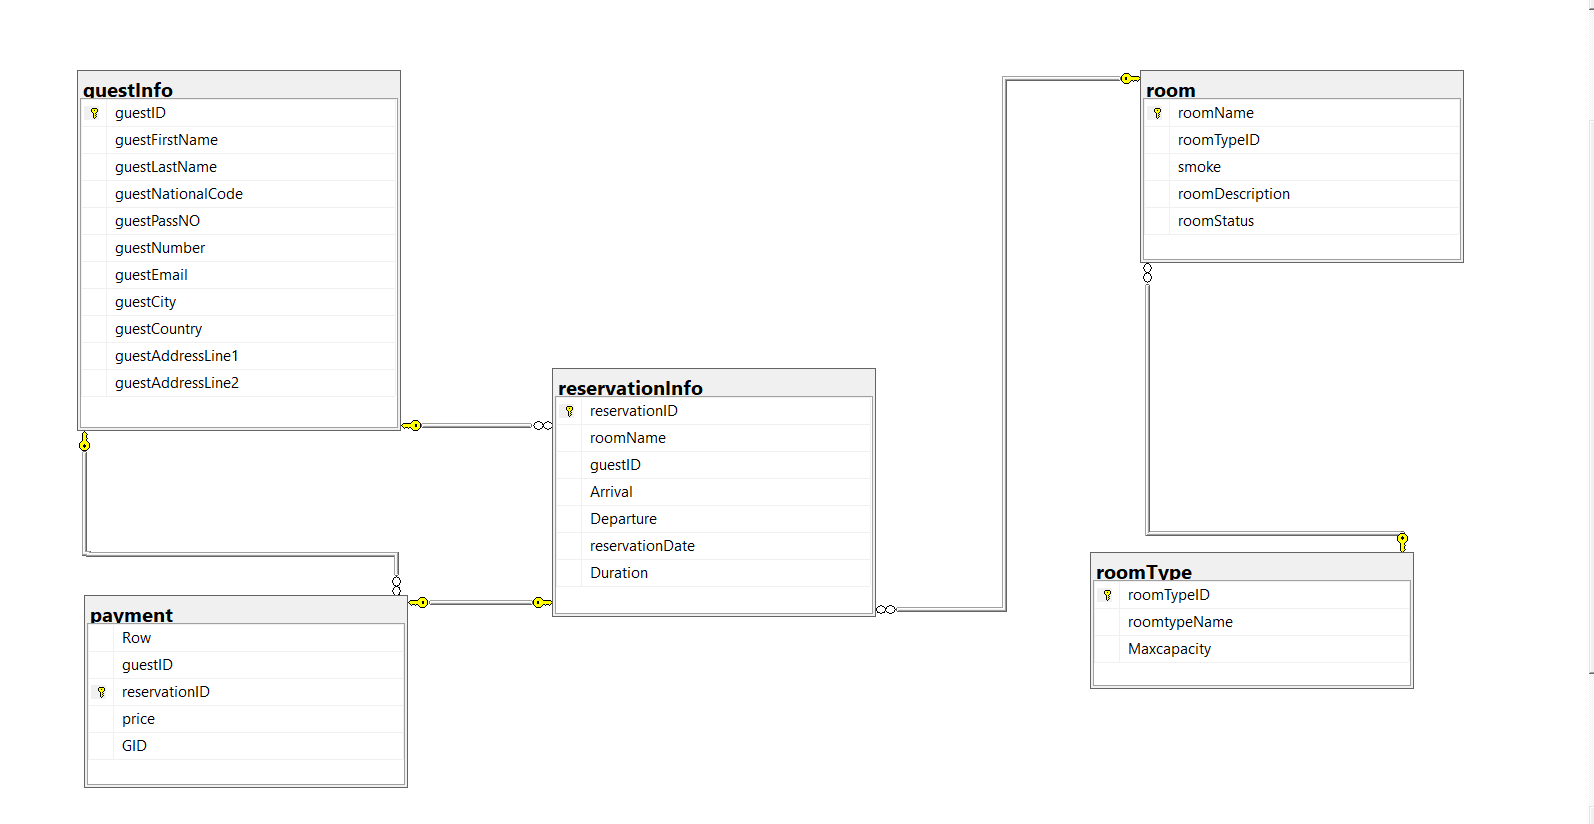 guestInfo
guestID
guestFirstName
guestLastName
guestNationalCode
guestPassNO
guestNumber
guestEmail
guestCity
guestCountry
guestAddressLine1
guestAddressLine2
reservationInfo
reservationID
roomName
guestID
Arrival
Departure
reservationDate
Duration
payment
Row
guestID
reservationID
price
GID
room
roomName
roomTypeID
smoke
roomDescription
roomStatus
roomType
roomTypeID
roomtypeName
Maxcapacity